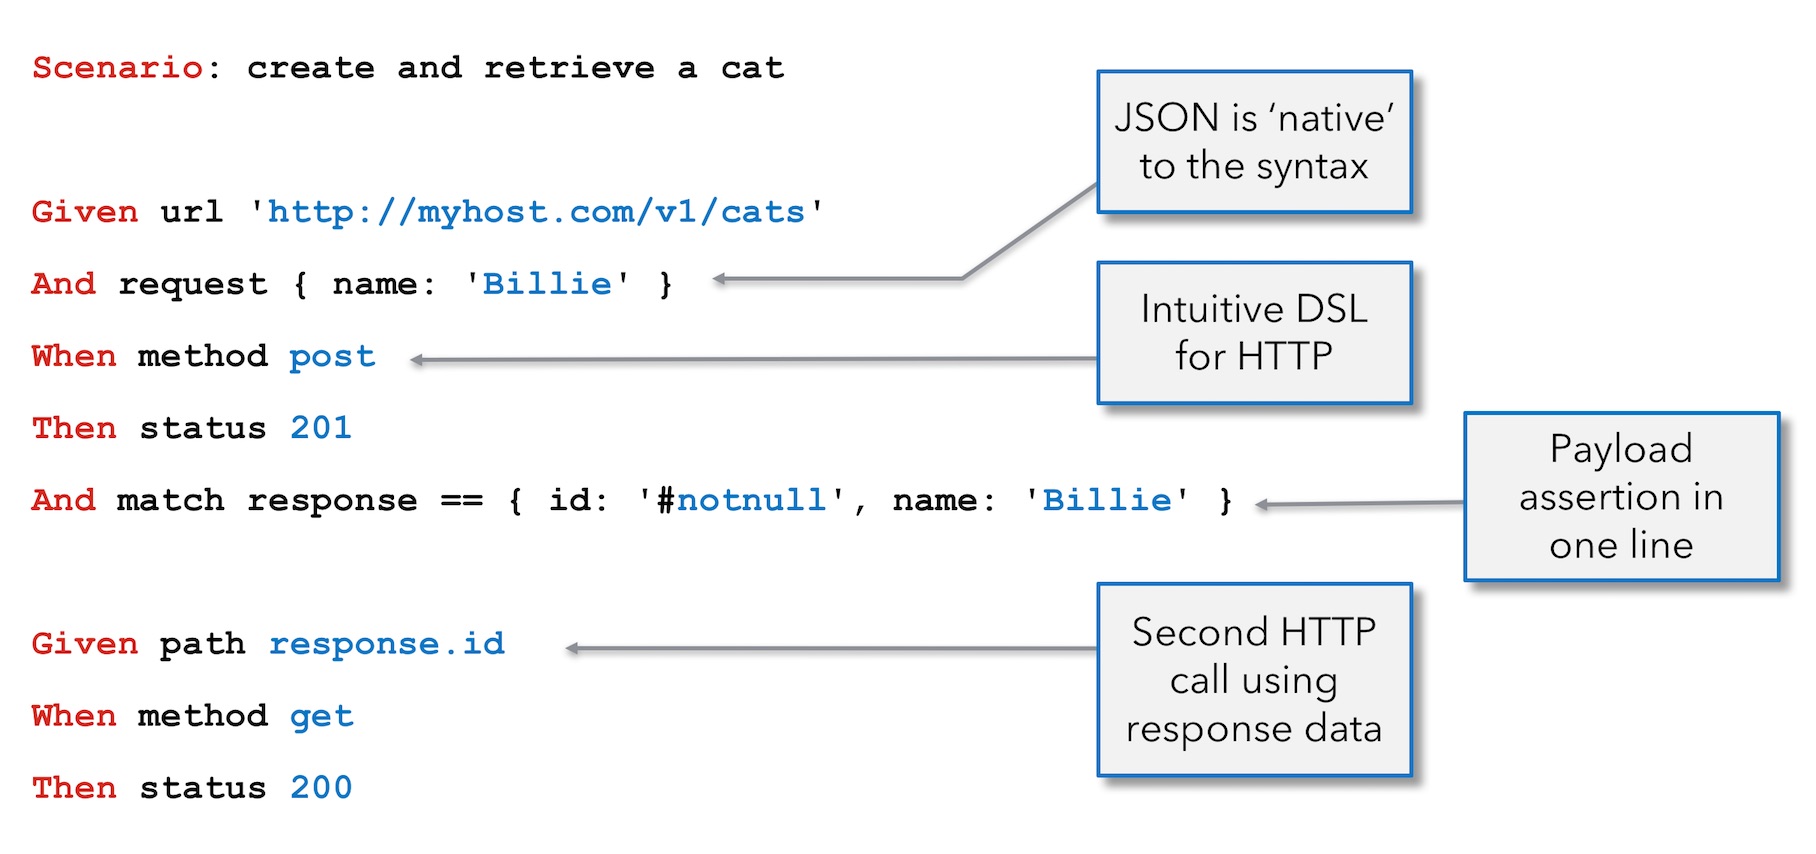 Scenario: create and retrieve a cat
Given url 'http://myhost.com/v1/cats'
And request { name: 'Billie' }
When method post
Then status 201
And match response == { id: '#notnull', name: 'Billie' }
Given path response.id
When method get
Then status 200
JSON is ‘native’
to the syntax
Intuitive DSL
for HTTP
Payload
assertion in
one line
Second HTTP
call using
response data